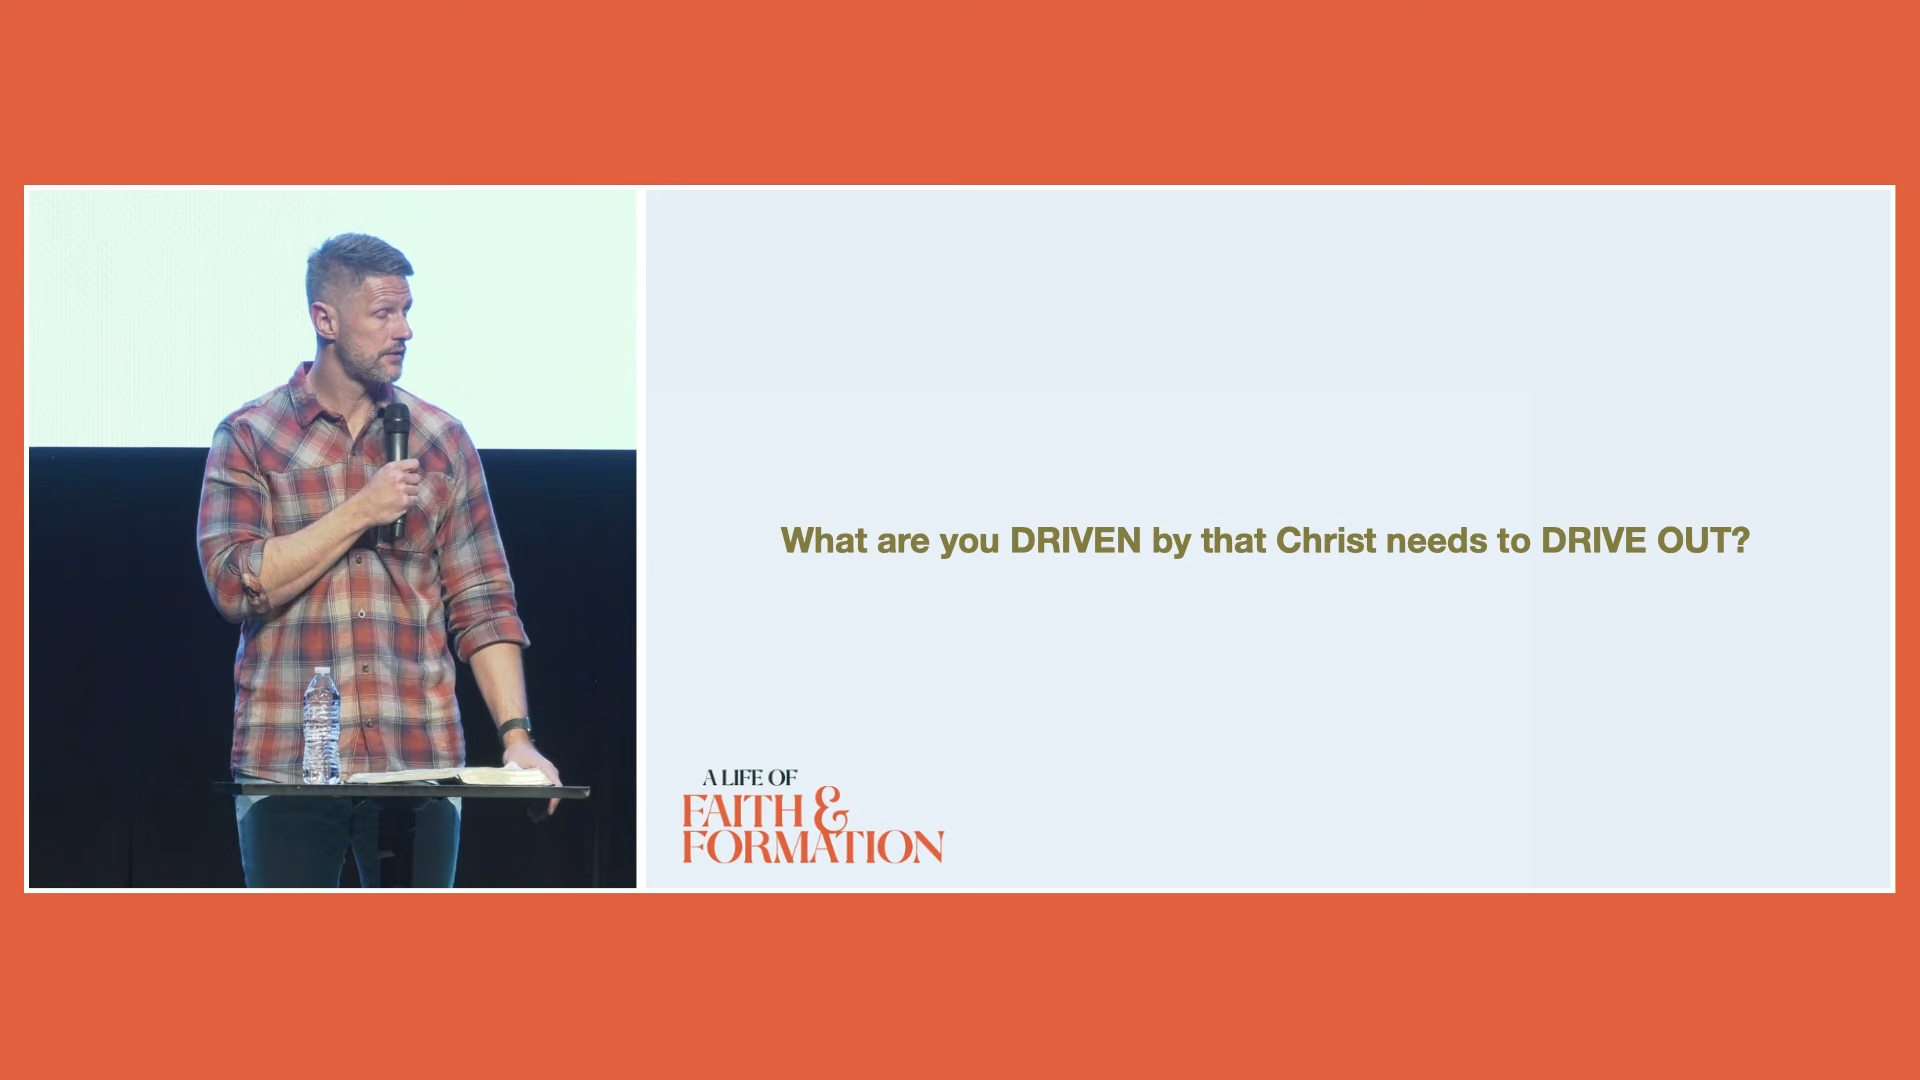 What are you DRIVEN by that Christ needs to DRIVE OUT?
A LIFE OF
FAITH &
FORMATION